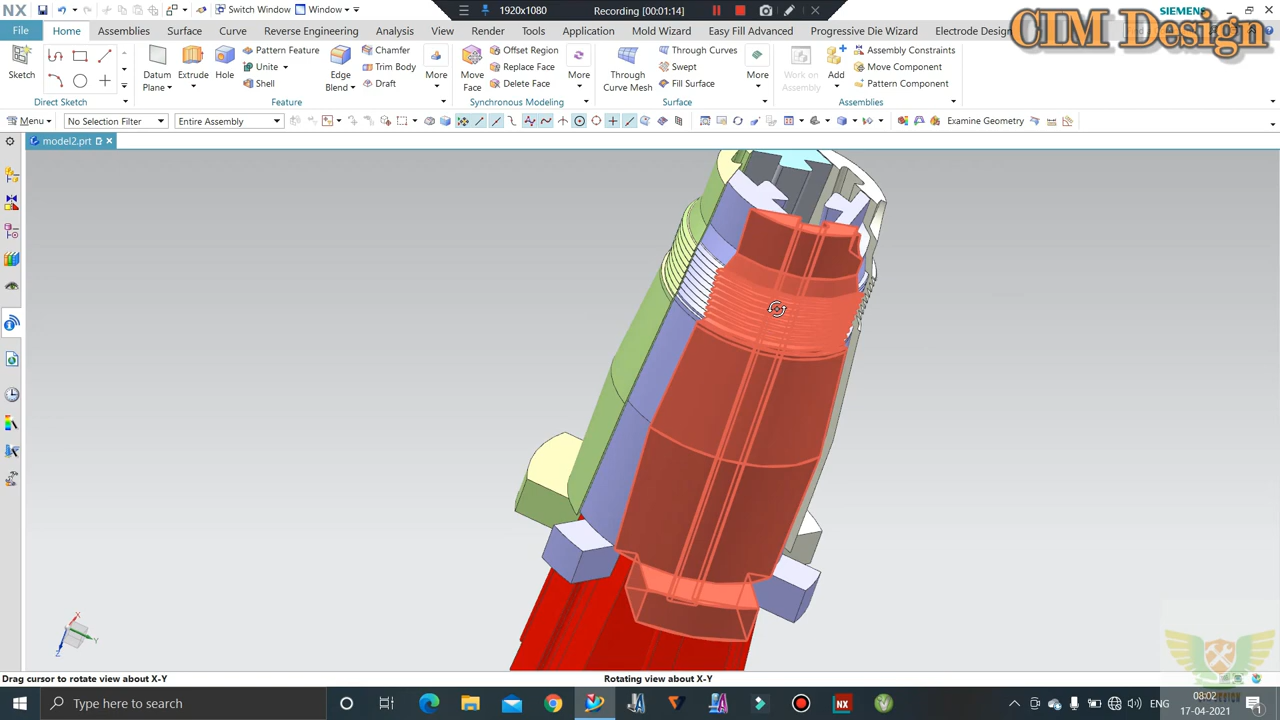 NX
Switch Window
Window
1920x1080
Recording [00:01:14]
SIEMENS
CIM Design
File
Home
Assemblies
Surface
Curve
ReverseEngineering
Analysis
View
Render
Tools
Application
Mold Wizard
Easy Fill Advanced
Progressive Die Wizard
Electrode Design
Sketch
Datum Plane
Extrude
Hole
Pattern Feature
Unite
Shell
Edge Blend
Chamfer
Trim Body
Draft
More
Move Face
Offset Region
Replace Face
Delete Face
More
Through Curve Mesh
Through Curves
Swept
Fill Surface
More
Work on Assembly
Add
Assembly Constraints
Move Component
Pattern Component
Direct Sketch
Feature
Synchronous Modeling
Surface
Assemblies
Menu
No Selection Filter
Entire Assembly
Examine Geometry
model2.prt
X
Y
Z
Drag cursor to rotate view about X-Y
Rotating view about X-Y
Type here to search
NX
ENG
08:02
17-04-2021